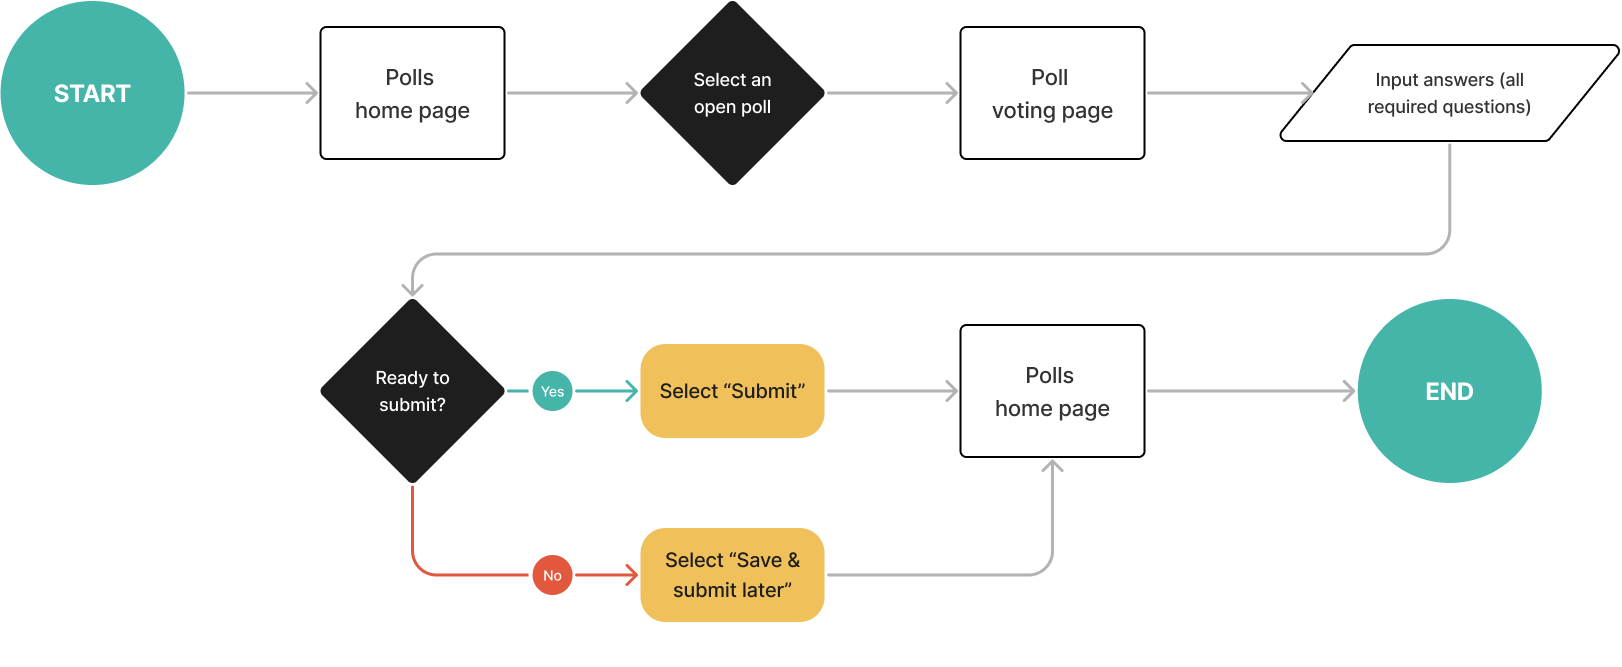 START
Polls
home page
Select an
open poll
Poll
voting page
Input answers (all
required questions)
Ready to
submit?
Yes
Select “Submit”
Polls
home page
END
No
Select “Save &
submit later”